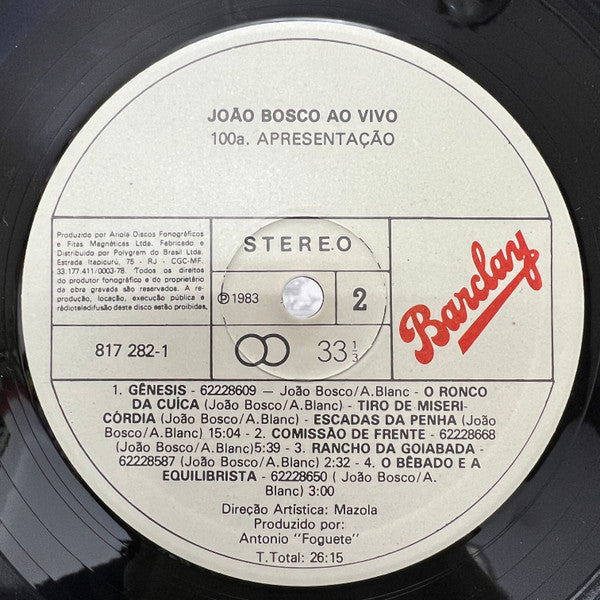 JOÃO BOSCO AO VIVO
100a. APRESENTAÇÃO
Produzido por Ariola Discos Fonográficos
e Fitas Magnéticas Ltda. Fabricado e
Distribuído por Polygram do Brasil Ltda.
Estrada Itapicurú, 75 - RJ - CGC-MF.
33.177.411/0003-78. Todos os direitos
do produtor fonográfico e do proprietário
da obra gravada são reservados. A re-
produção, locação, execução pública e
rádioteledifusão deste disco estão proibidas.
STEREO
℗1983
2
817 282-1
33 1/3
Barclay
1. GÊNESIS - 62228609 — João Bosco/A.Blanc - O RONCO
DA CUÍCA (João Bosco/A.Blanc) - TIRO DE MISERI-
CÓRDIA (João Bosco/A.Blanc) - ESCADAS DA PENHA (João
Bosco/A.Blanc) 15:04 - 2. COMISSÃO DE FRENTE - 62228668
(João Bosco/A.Blanc)5:39 - 3. RANCHO DA GOIABADA -
62228587 (João Bosco/A.Blanc) 2:32 - 4. O BÊBADO E A
EQUILIBRISTA - 62228650 ( João Bosco/A.
Blanc) 3:00
Direção Artística: Mazola
Produzido por:
Antonio "Foguete"
T.Total: 26:15